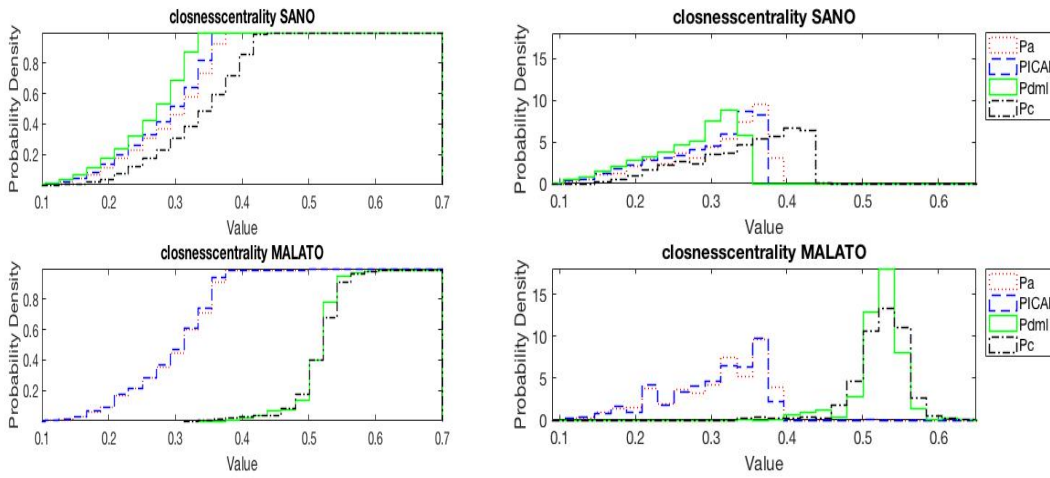 closnesscentrality SANO
Probability Density
0.8
0.6
0.4
0.2
0.1 0.2 0.3 0.4 0.5 0.6 0.7
Value
closnesscentrality SANO
Probability Density
15
10
5
0
0.1 0.2 0.3 0.4 0.5 0.6
Value
Pa
Pdml
Pc
closnesscentrality MALATO
Probability Density
0.8
0.6
0.4
0.2
0.1 0.2 0.3 0.4 0.5 0.6 0.7
Value
closnesscentrality MALATO
Probability Density
15
10
5
0
0.1 0.2 0.3 0.4 0.5 0.6
Value
Pa
Pdml
Pc